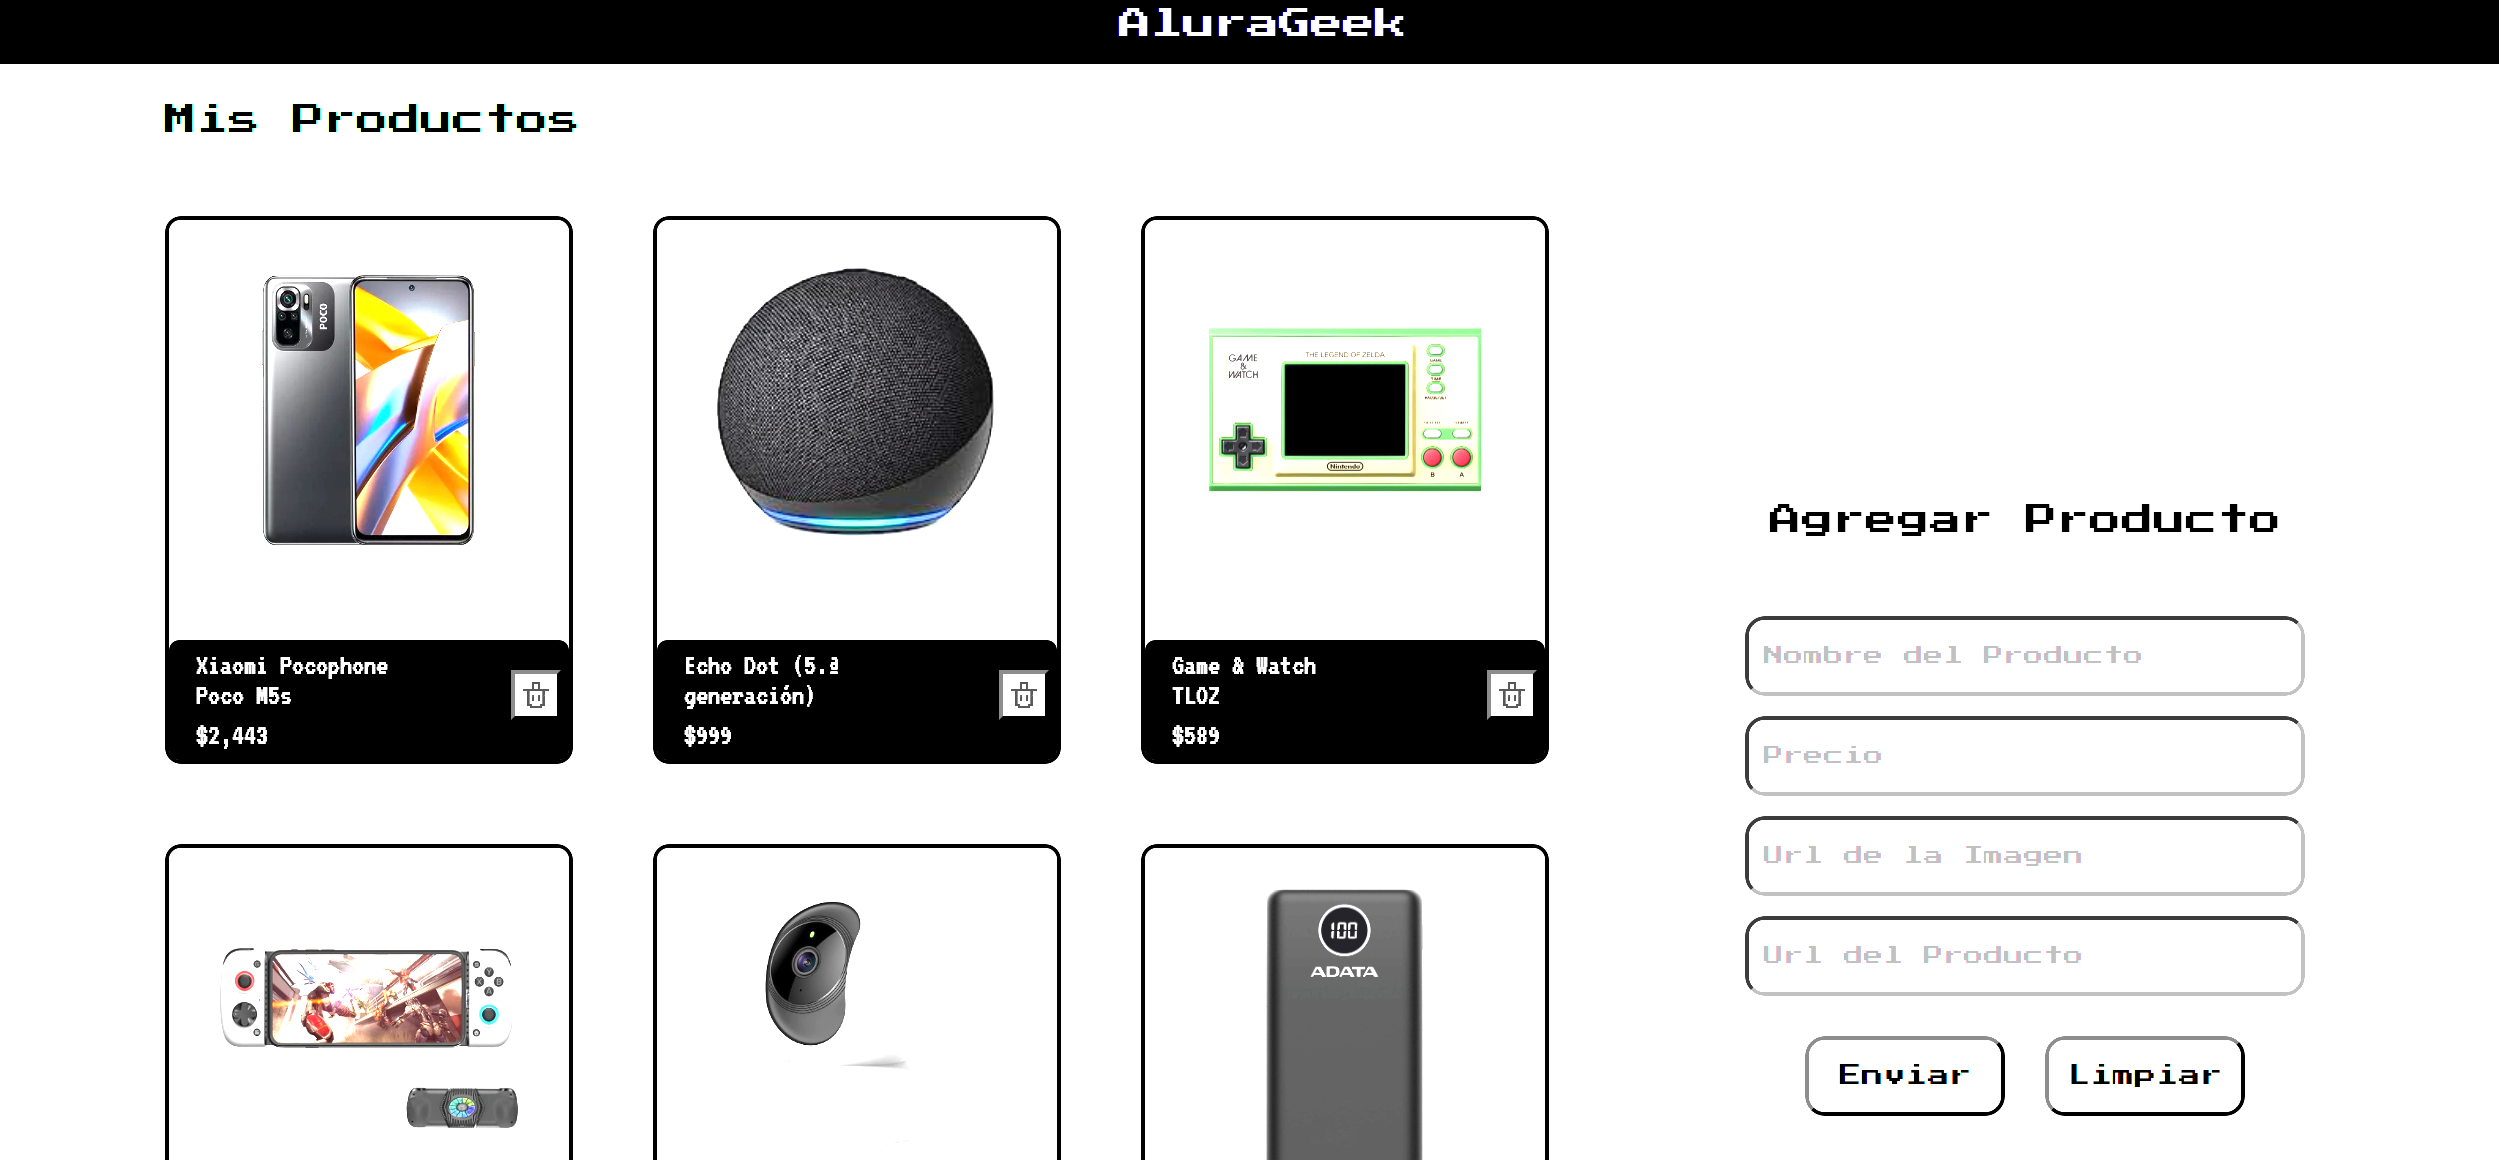 AluraGeek
Mis Productos
POCO
GAME
&
WATCH
THE LEGEND OF ZELDA
GAME
TIME
Nintendo
B
A
Xiaomi Pocophone
Poco M5s
$2,443
Echo Dot (5.ª
generación)
$999
Game & Watch
TLOZ
$589
Y
X
B
A
100
ADATA
Agregar Producto
Nombre del Producto
Precio
Url de la Imagen
Url del Producto
Enviar
Limpiar